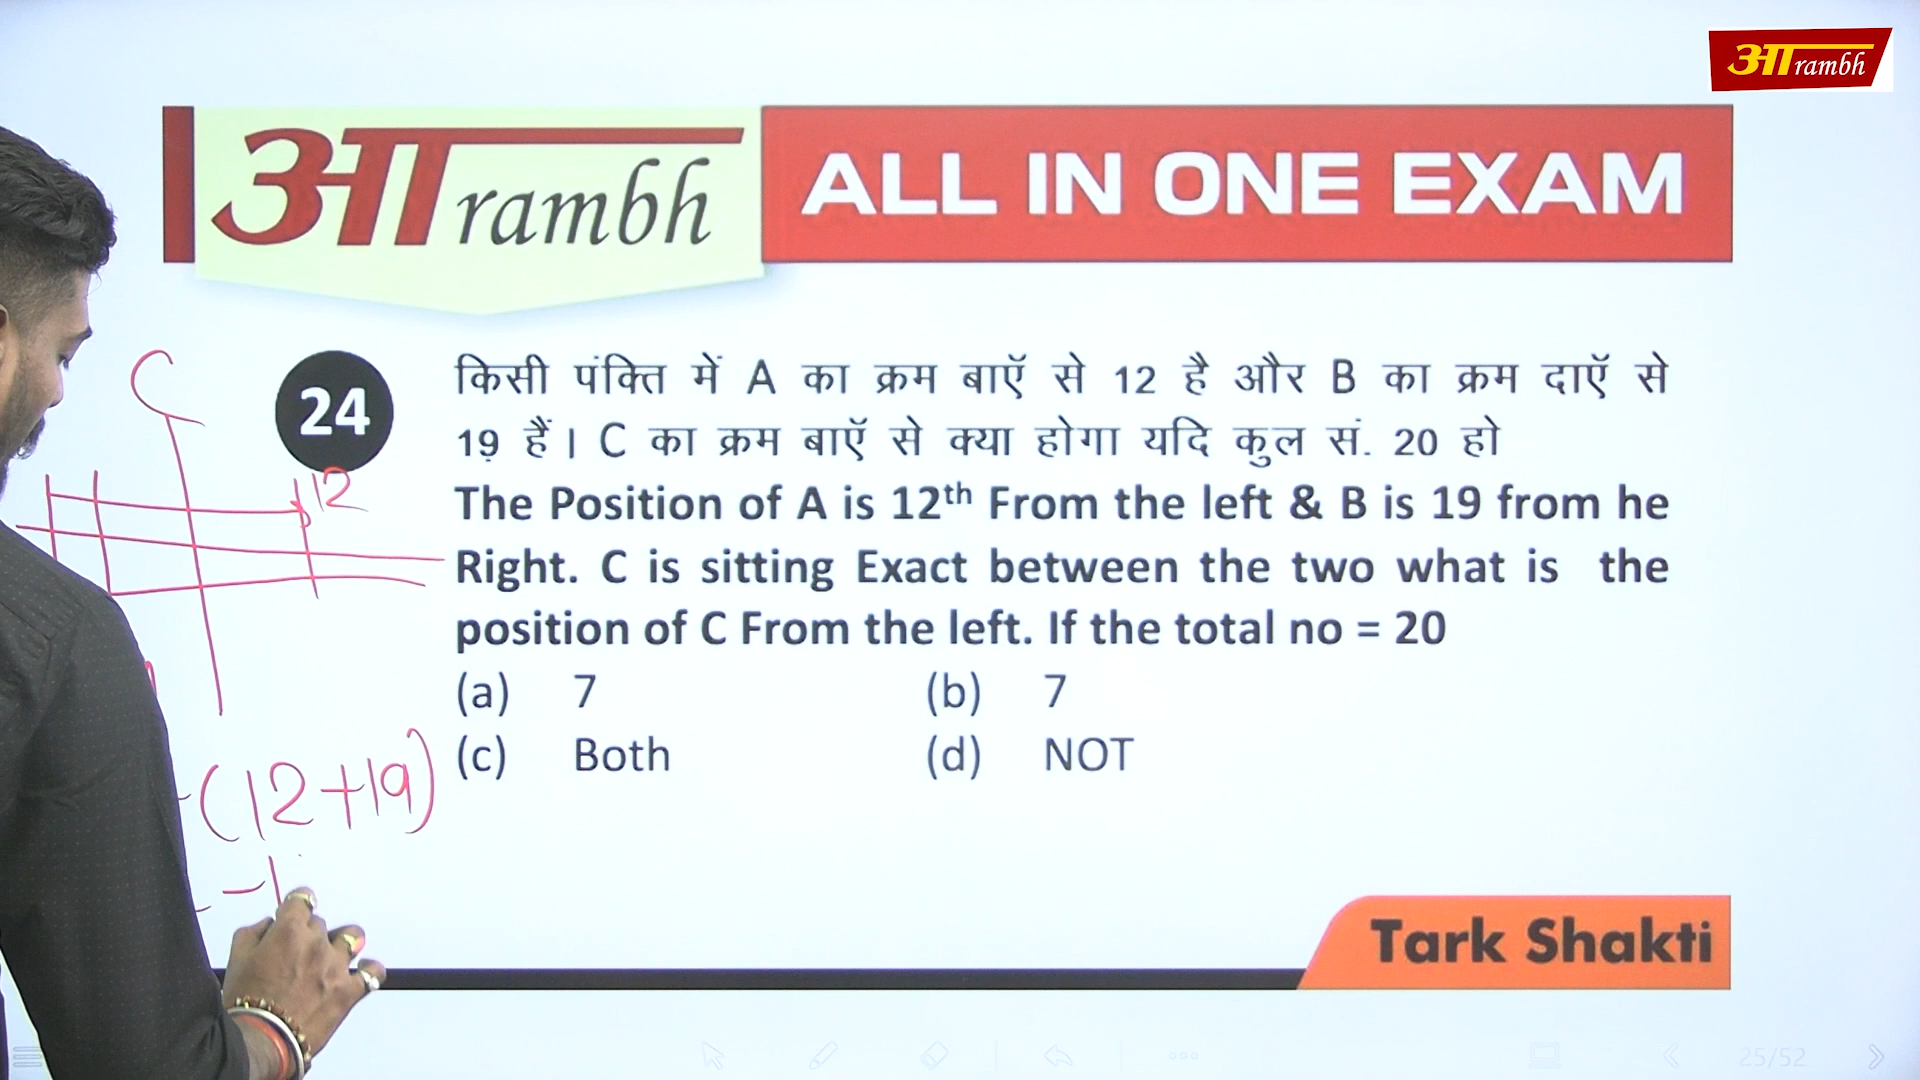 आrambh
आrambh ALL IN ONE EXAM
24
किसी पंक्ति में A का क्रम बाऍ से 12 है और B का क्रम दाऍ से
19 हैं। C का क्रम बाऍ से क्या होगा यदि कुल सं. 20 हो
The Position of A is 12th From the left & B is 19 from he
Right. C is sitting Exact between the two what is the
position of C From the left. If the total no = 20
(a) 7 (b) 7
(c) Both (d) NOT
C
12
-(12+19)
Tark Shakti
25/52